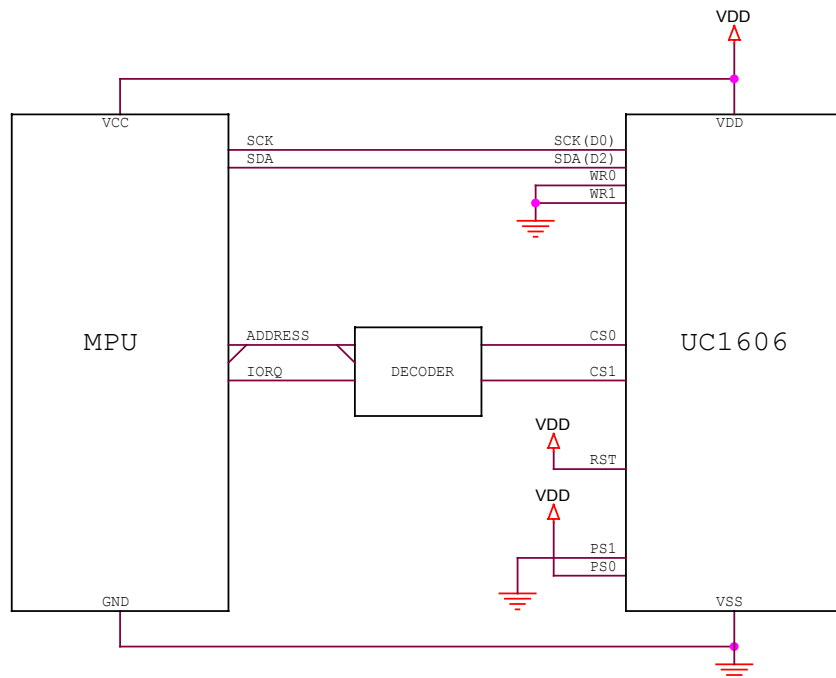 VDD
VCC
VDD
SCK
SCK(D0)
SDA
SDA(D2)
WR0
WR1
MPU
ADDRESS
CS0
UC1606
IORQ
DECODER
CS1
VDD
RST
VDD
PS1
PS0
GND
VSS